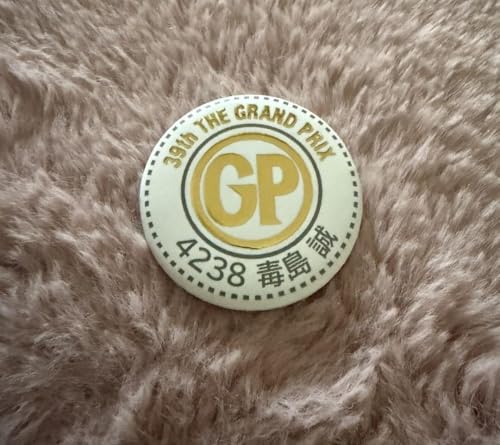 39th THE GRAND PRIX
GP
4238 毒島 誠